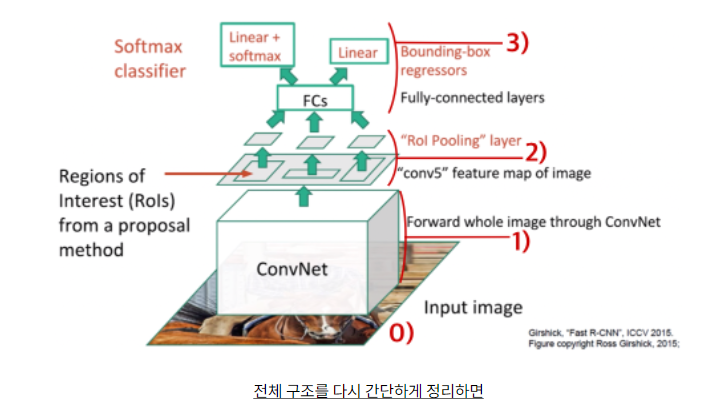 Softmax
classifier
Linear +
softmax
Linear
3)
Bounding-box
regressors
FCs
Fully-connected layers
"RoI Pooling" layer
2)
"conv5" feature map of image
Regions of
Interest (RoIs)
from a proposal
method
Forward whole image through ConvNet
1)
ConvNet
Input image
0)
Girshick, "Fast R-CNN", ICCV 2015.
Figure copyright Ross Girshick, 2015;
전체 구조를 다시 간단하게 정리하면